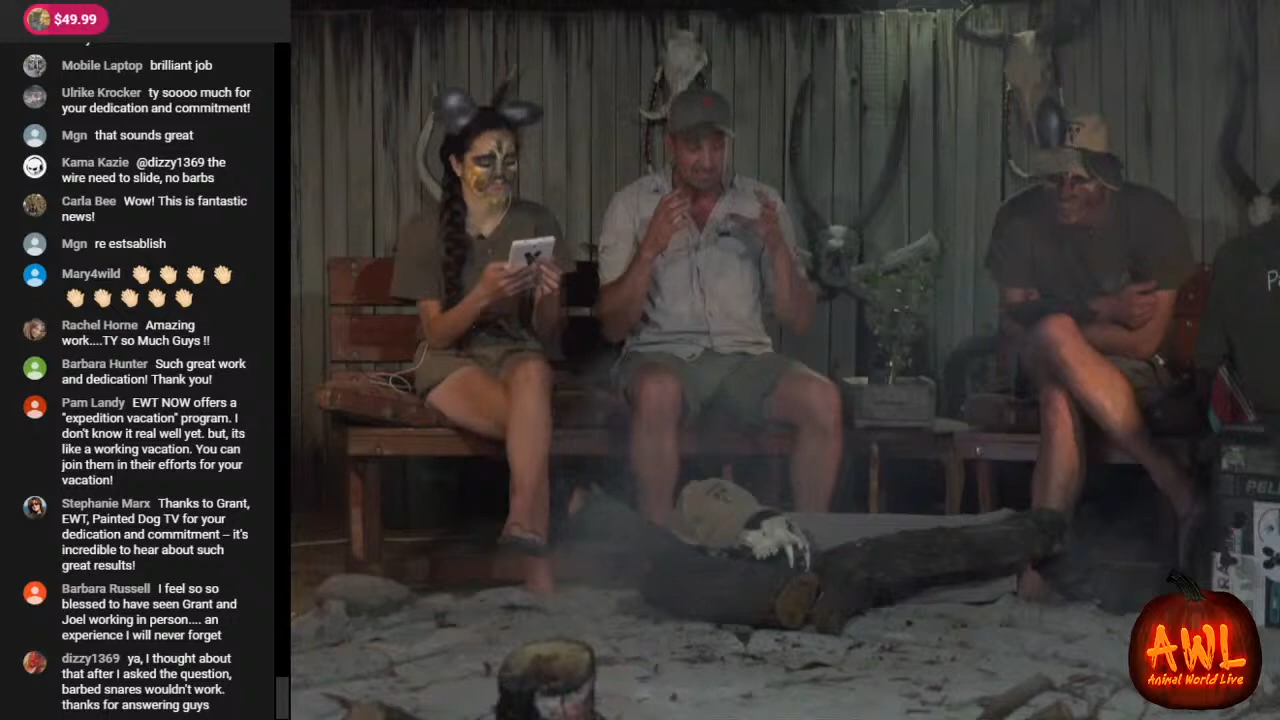 $49.99
Mobile Laptop brilliant job
Ulrike Krocker ty soooo much for
your dedication and commitment!
Mgn that sounds great
Kama Kazie @dizzy1369 the
wire need to slide, no barbs
Carla Bee Wow! This is fantastic
news!
Mgn re estsablish
Mary4wild
Rachel Horne Amazing
work....TY so Much Guys !!
Barbara Hunter Such great work
and dedication! Thank you!
Pam Landy EWT NOW offers a
"expedition vacation" program. I
don't know it real well yet. but, its
like a working vacation. You can
join them in their efforts for your
vacation!
Stephanie Marx Thanks to Grant,
EWT, Painted Dog TV for your
dedication and commitment – it's
incredible to hear about such
great results!
Barbara Russell I feel so so
blessed to have seen Grant and
Joel working in person.... an
experience I will never forget
dizzy1369 ya, I thought about
that after I asked the question,
barbed snares wouldn't work.
thanks for answering guys
AWL
Animal World Live